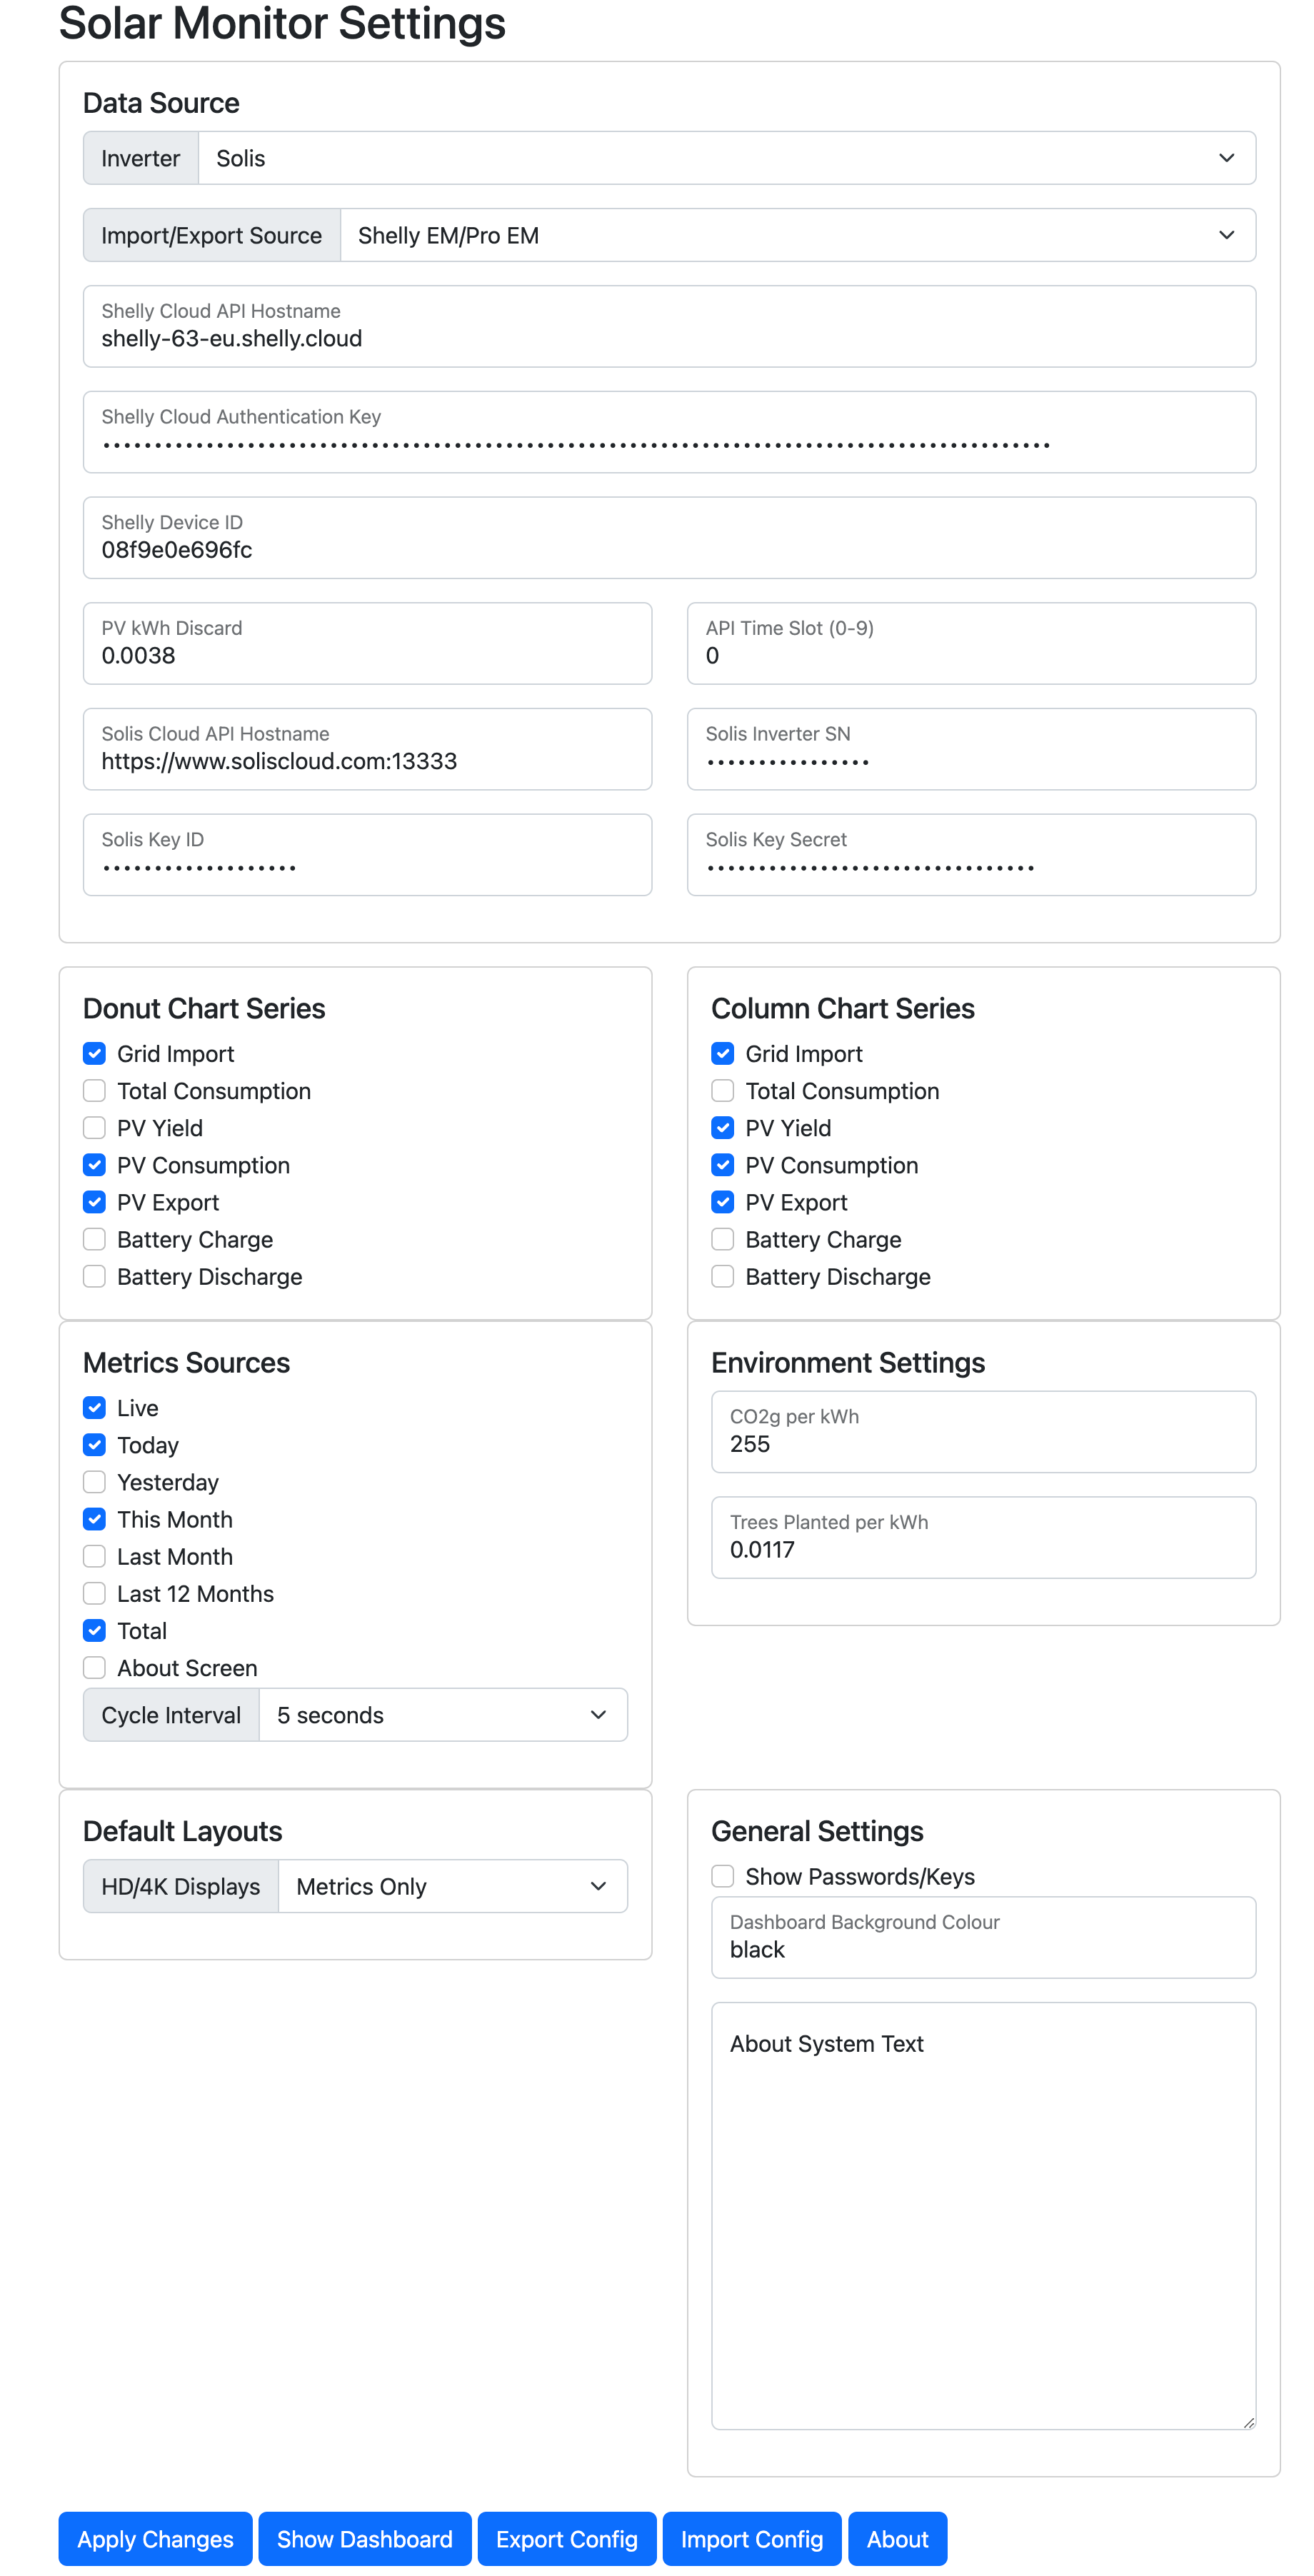 Solar Monitor Settings
Data Source
Inverter Solis
Import/Export Source Shelly EM/Pro EM
Shelly Cloud API Hostname
shelly-63-eu.shelly.cloud
Shelly Cloud Authentication Key
Shelly Device ID
08f9e0e696fc
PV kWh Discard
0.0038
API Time Slot (0-9)
0
Solis Cloud API Hostname
https://www.soliscloud.com:13333
Solis Inverter SN
Solis Key ID
Solis Key Secret
Donut Chart Series
Grid Import
Total Consumption
PV Yield
PV Consumption
PV Export
Battery Charge
Battery Discharge
Column Chart Series
Grid Import
Total Consumption
PV Yield
PV Consumption
PV Export
Battery Charge
Battery Discharge
Metrics Sources
Live
Today
Yesterday
This Month
Last Month
Last 12 Months
Total
About Screen
Cycle Interval 5 seconds
Environment Settings
CO2g per kWh
255
Trees Planted per kWh
0.0117
Default Layouts
HD/4K Displays Metrics Only
General Settings
Show Passwords/Keys
Dashboard Background Colour
black
About System Text
Apply Changes Show Dashboard Export Config Import Config About